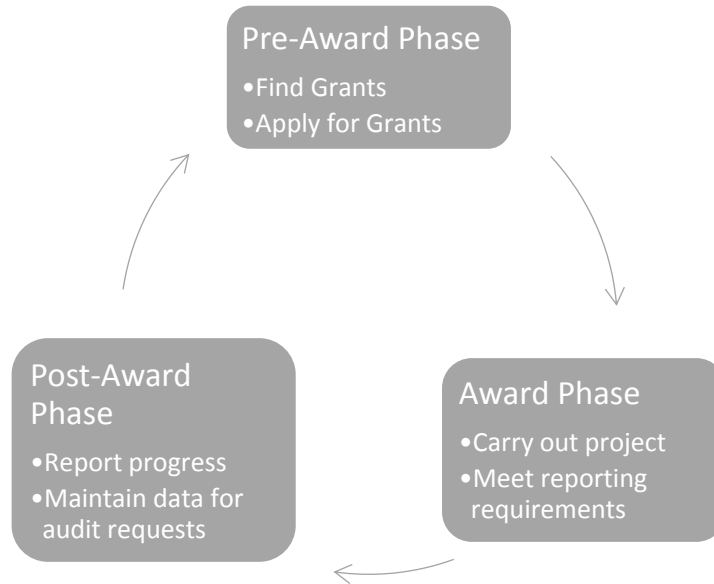 Pre-Award Phase
•Find Grants
•Apply for Grants
Post-Award
Phase
•Report progress
•Maintain data for
audit requests
Award Phase
•Carry out project
•Meet reporting
requirements